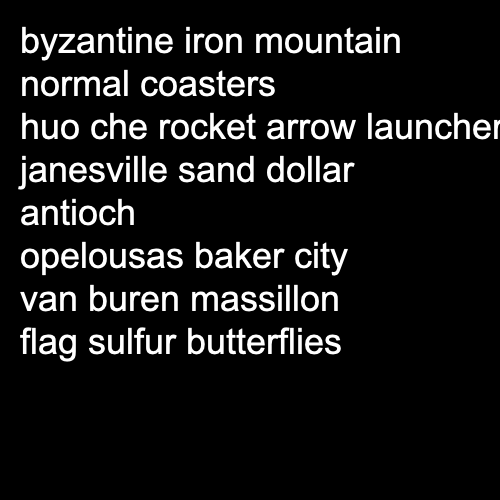 byzantine iron mountain
normal coasters
huo che rocket arrow launcher
janesville sand dollar
antioch
opelousas baker city
van buren massillon
flag sulfur butterflies